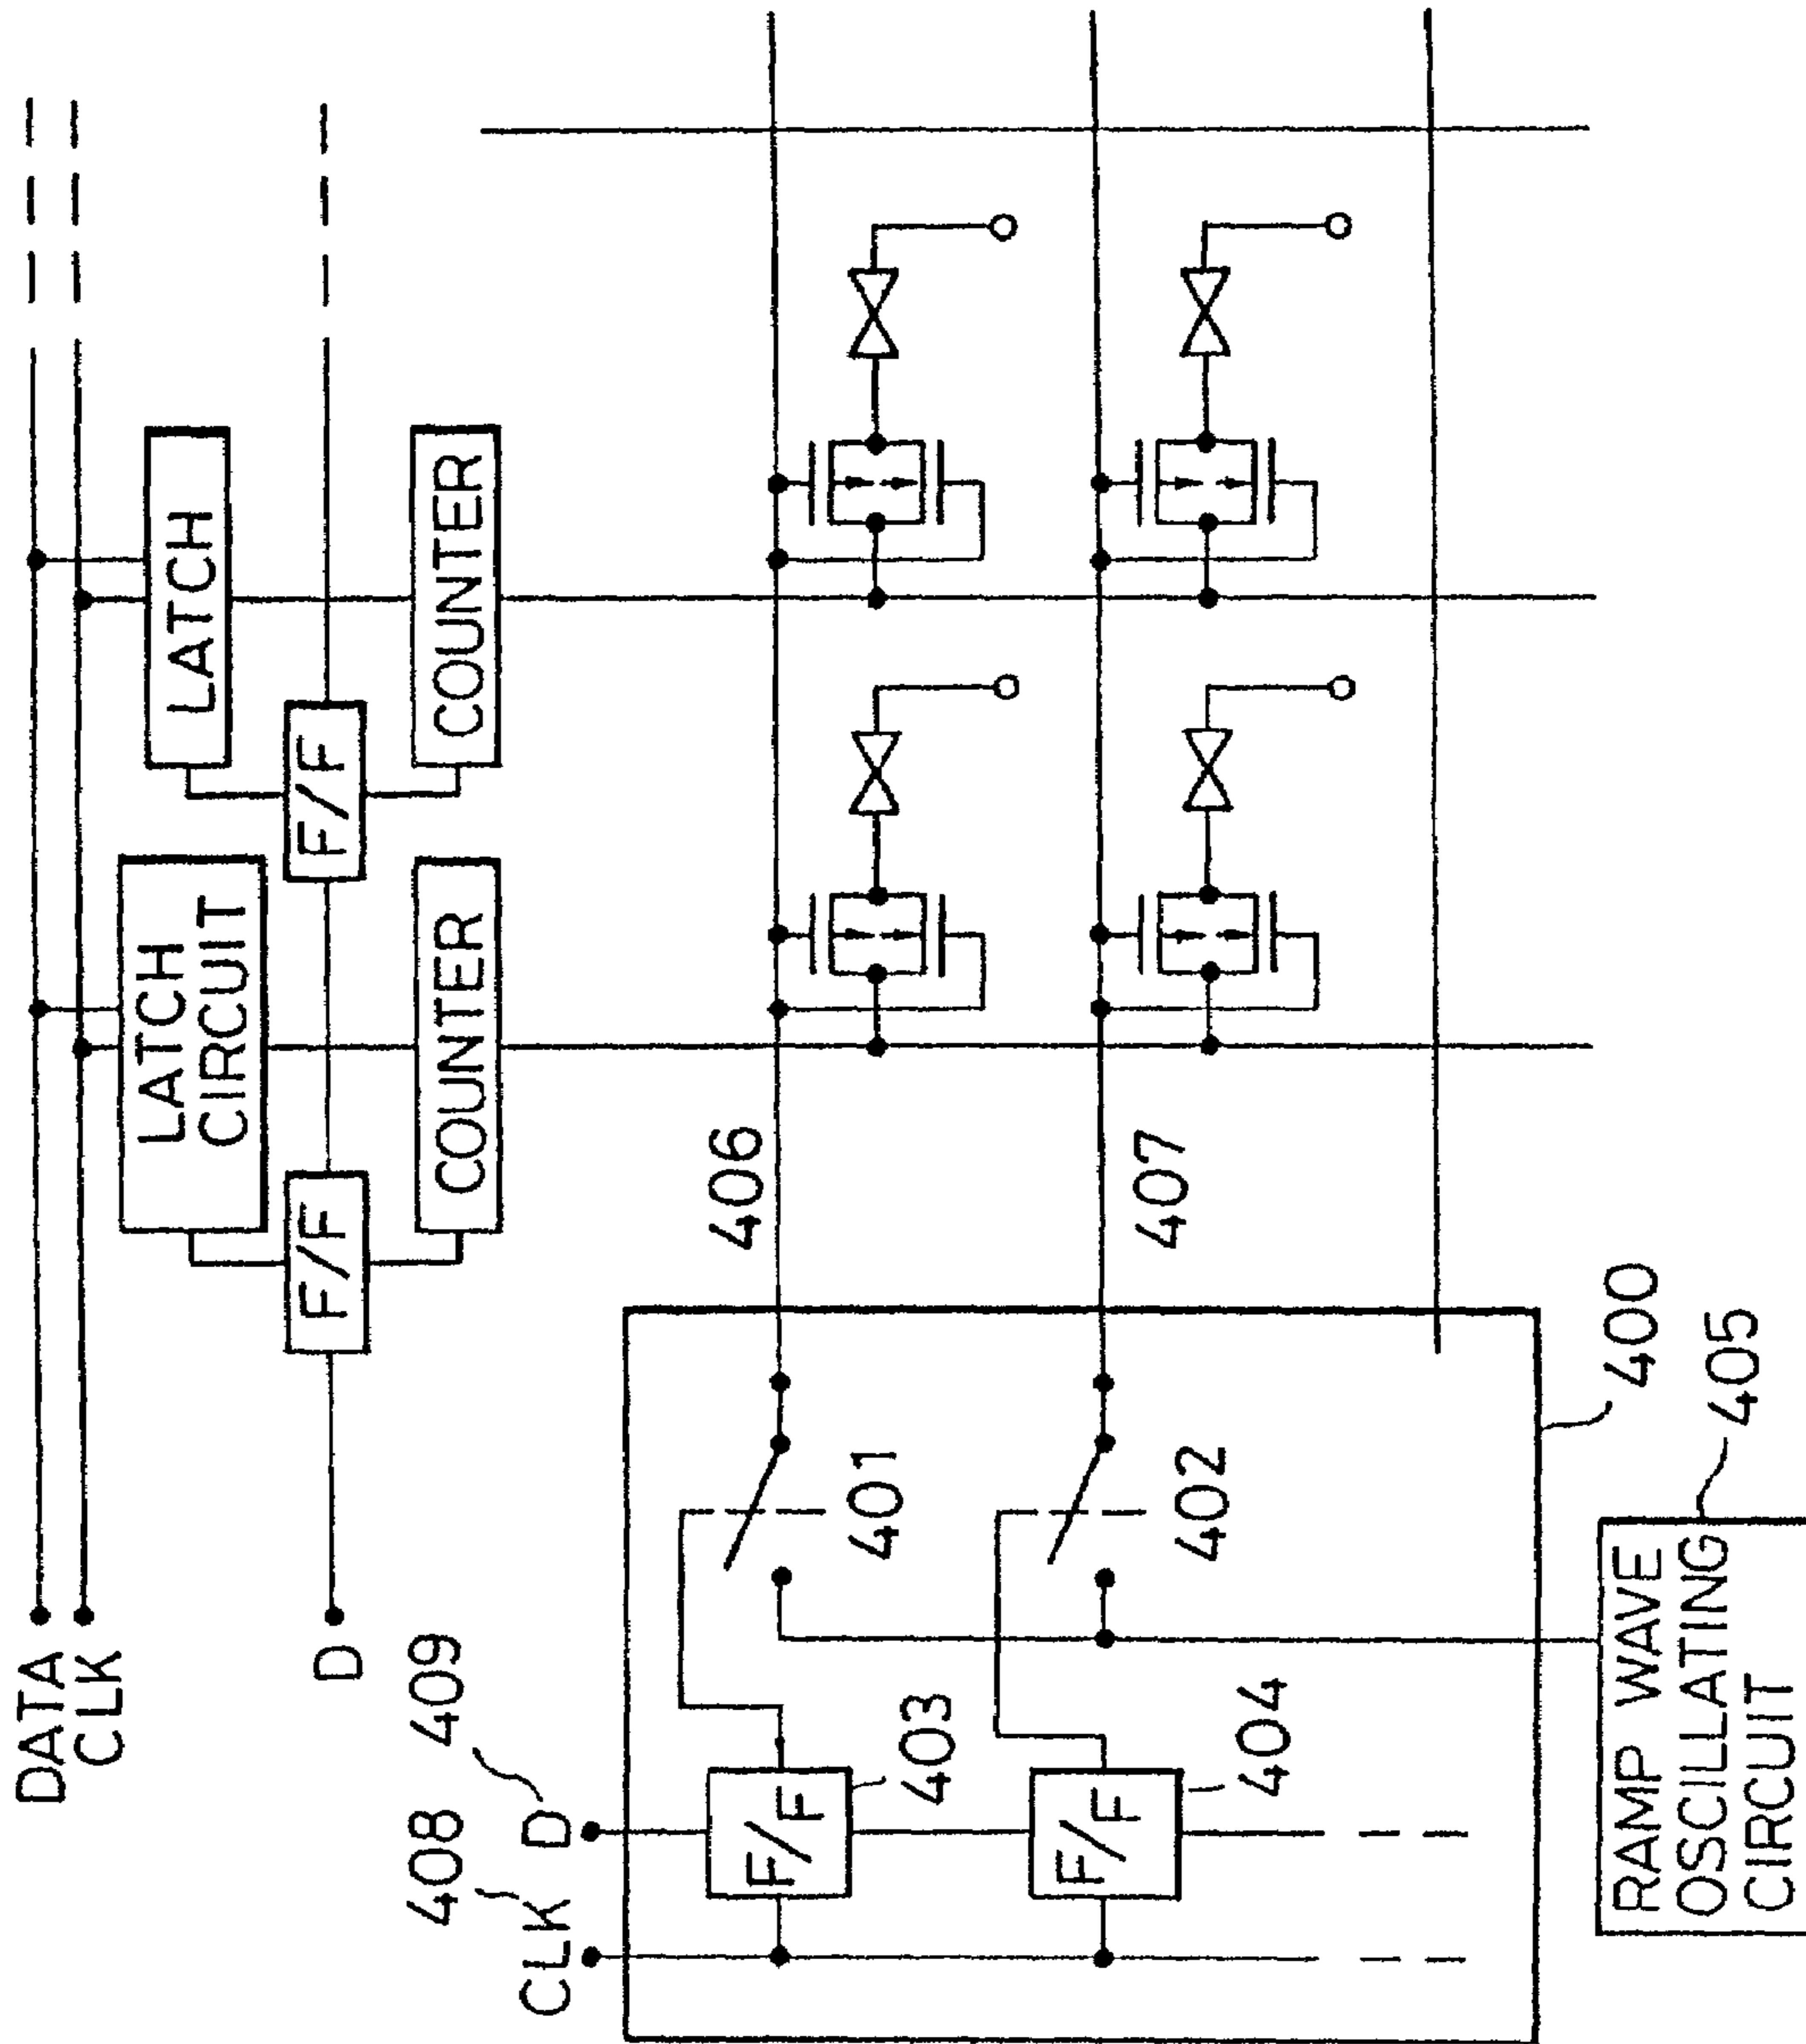 DATA
CLK
D
LATCH
CIRCUIT
LATCH
F/F
F/F
COUNTER
COUNTER
406
407
408
409
CLK
D
F/F
403
F/F
404
401
402
400
405
RAMP WAVE
OSCILLATING
CIRCUIT